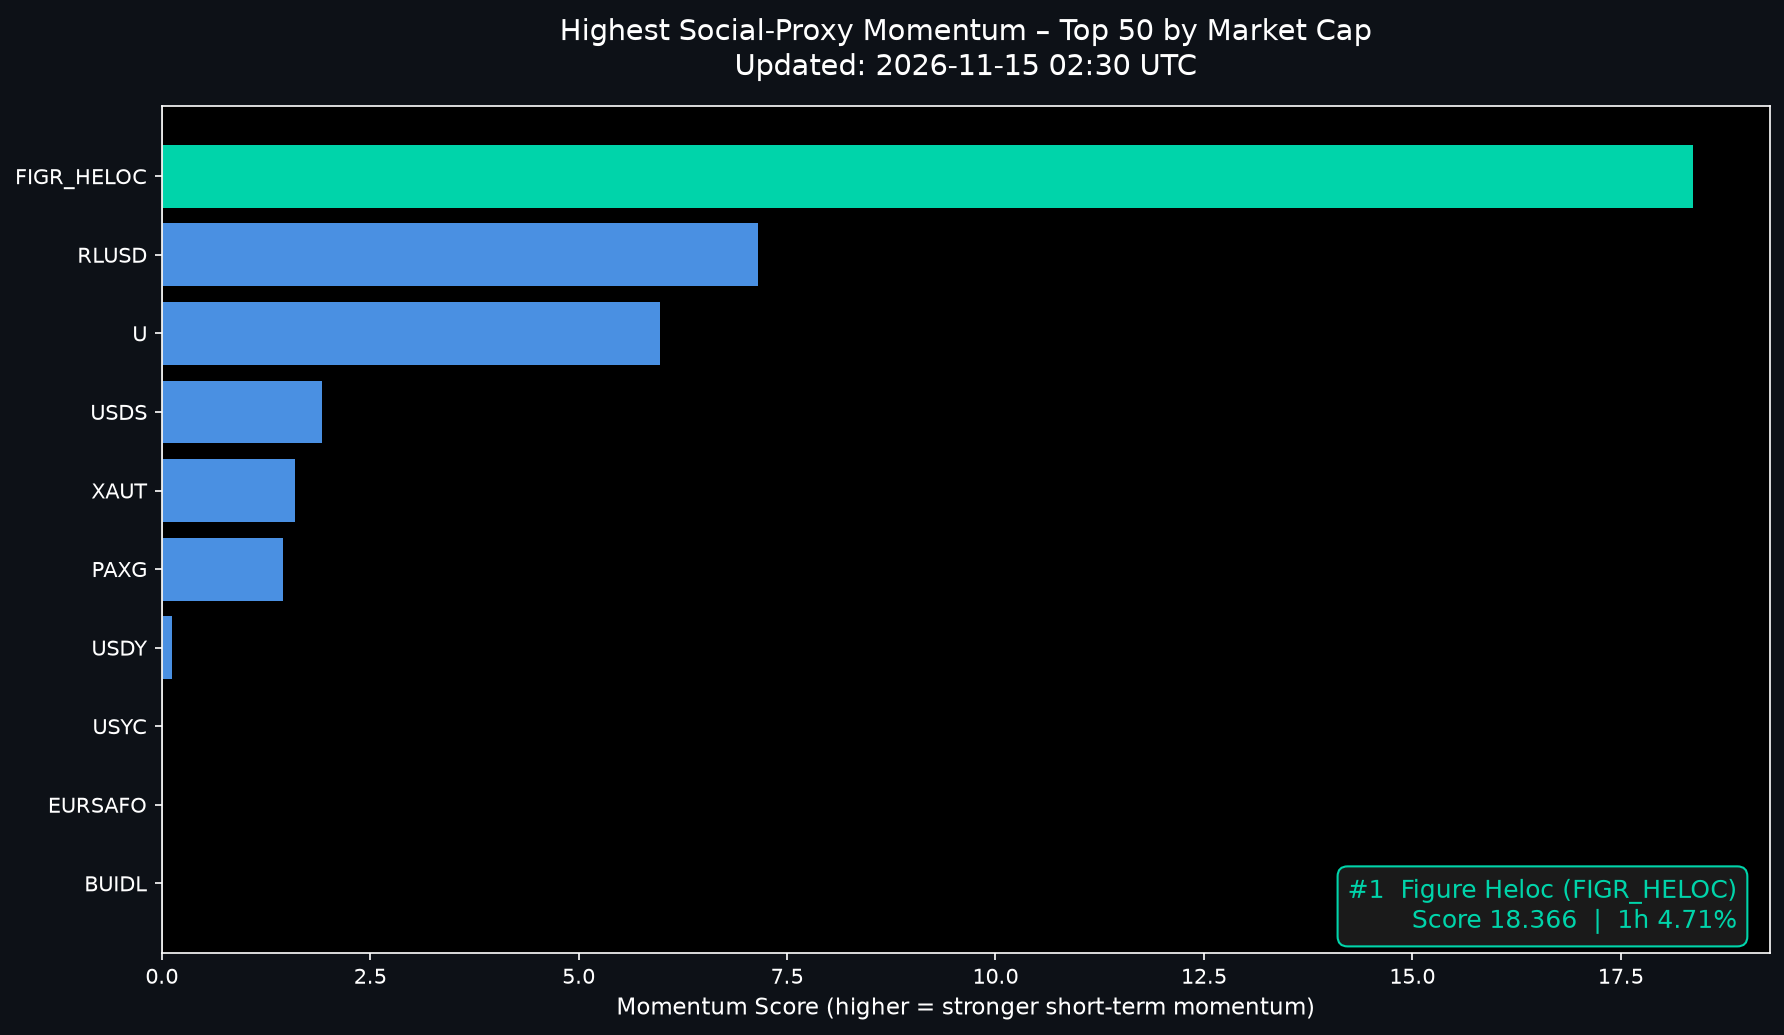 Highest Social-Proxy Momentum – Top 50 by Market Cap
Updated: 2026-11-15 02:30 UTC
FIGR_HELOC
RLUSD
U
USDS
XAUT
PAXG
USDY
USYC
EURSAFO
BUIDL
#1  Figure Heloc (FIGR_HELOC)
Score 18.366  |  1h 4.71%
0.0 2.5 5.0 7.5 10.0 12.5 15.0 17.5
Momentum Score (higher = stronger short-term momentum)